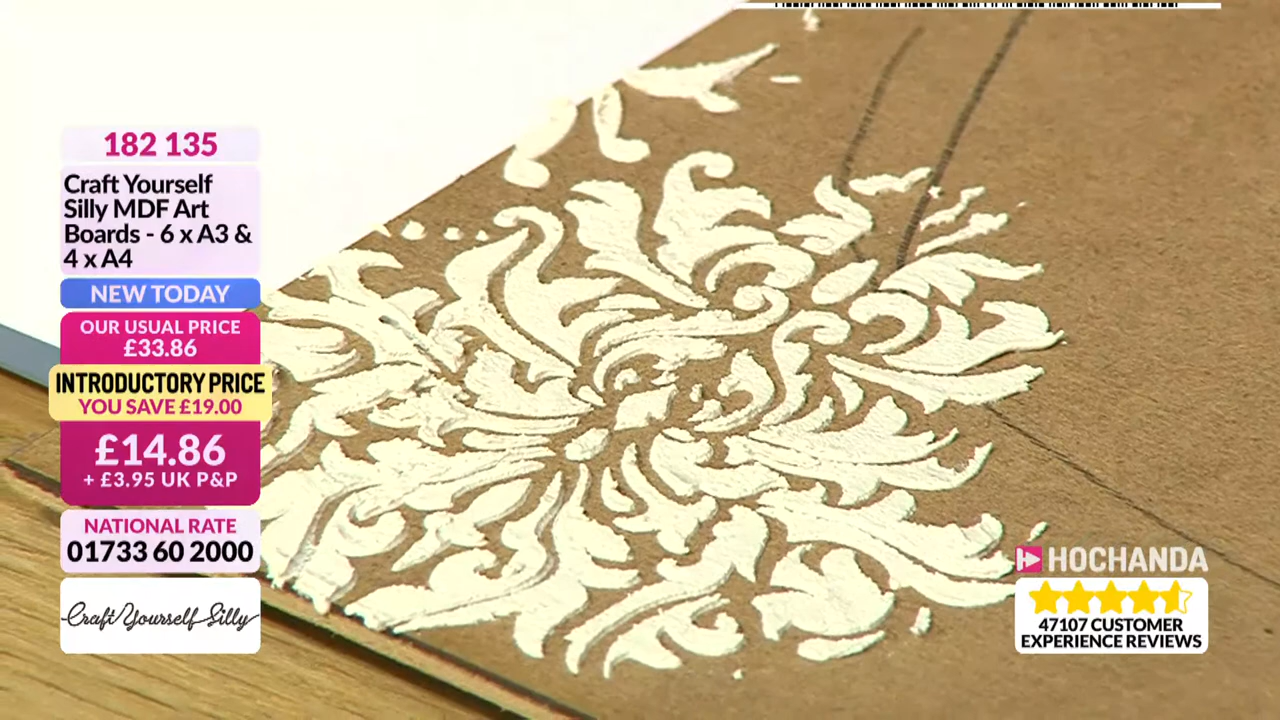 182 135
Craft Yourself
Silly MDF Art
Boards - 6 x A3 &
4 x A4
NEW TODAY
OUR USUAL PRICE
£33.86
INTRODUCTORY PRICE
YOU SAVE £19.00
£14.86
+ £3.95 UK P&P
NATIONAL RATE
01733 60 2000
Craft Yourself Silly
HOCHANDA
47107 CUSTOMER
EXPERIENCE REVIEWS